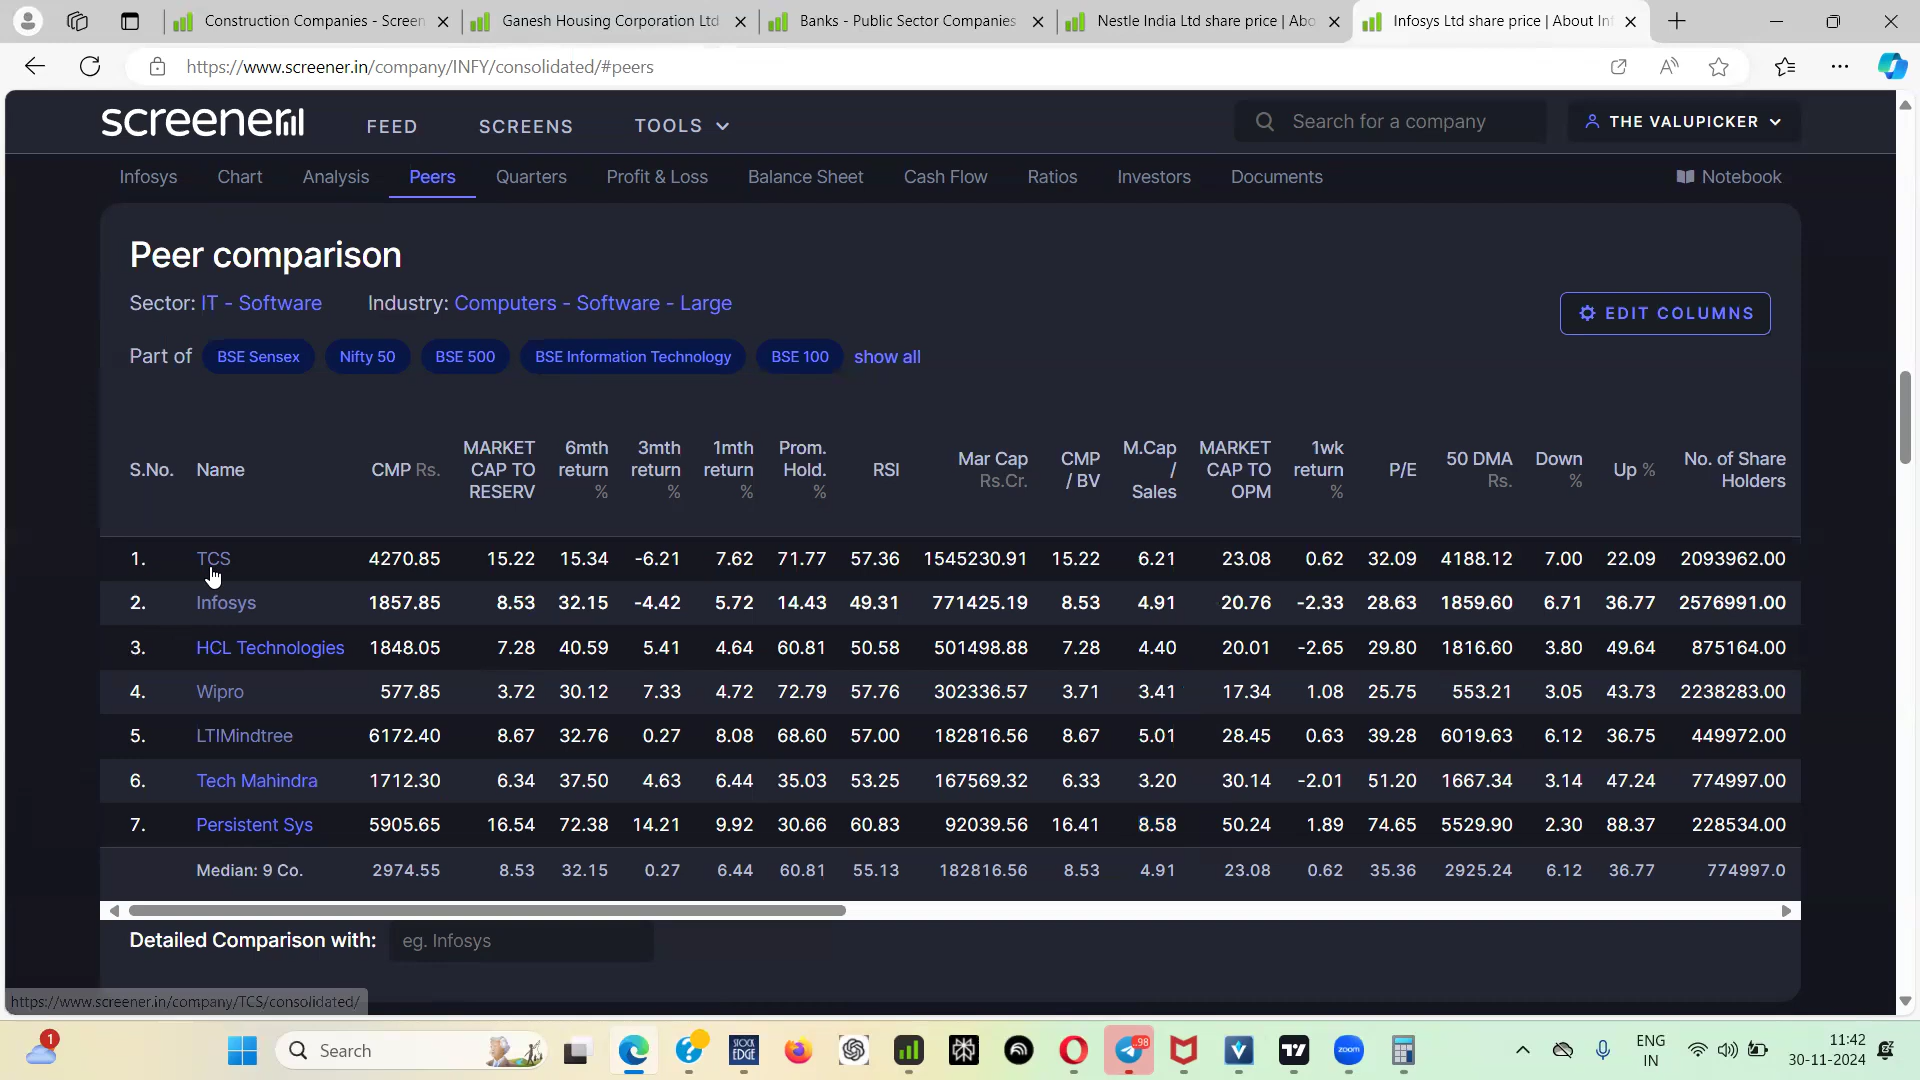 Construction Companies - Screen
Ganesh Housing Corporation Ltd
Banks - Public Sector Companies
Nestle India Ltd share price | Abo
Infosys Ltd share price | About In
https://www.screener.in/company/INFY/consolidated/#peers
screener
FEED
SCREENS
TOOLS
Search for a company
THE VALUPICKER
Infosys
Chart
Analysis
Peers
Quarters
Profit & Loss
Balance Sheet
Cash Flow
Ratios
Investors
Documents
Notebook
Peer comparison
Sector: IT - Software Industry: Computers - Software - Large
EDIT COLUMNS
Part of BSE Sensex Nifty 50 BSE 500 BSE Information Technology BSE 100 show all
S.No. Name CMP Rs. MARKET CAP TO RESERV 6mth return % 3mth return % 1mth return % Prom. Hold. % RSI Mar Cap Rs.Cr. CMP / BV M.Cap / Sales MARKET CAP TO OPM 1wk return % P/E 50 DMA Rs. Down % Up % No. of Share Holders
1. TCS 4270.85 15.22 15.34 -6.21 7.62 71.77 57.36 1545230.91 15.22 6.21 23.08 0.62 32.09 4188.12 7.00 22.09 2093962.00
2. Infosys 1857.85 8.53 32.15 -4.42 5.72 14.43 49.31 771425.19 8.53 4.91 20.76 -2.33 28.63 1859.60 6.71 36.77 2576991.00
3. HCL Technologies 1848.05 7.28 40.59 5.41 4.64 60.81 50.58 501498.88 7.28 4.40 20.01 -2.65 29.80 1816.60 3.80 49.64 875164.00
4. Wipro 577.85 3.72 30.12 7.33 4.72 72.79 57.76 302336.57 3.71 3.41 17.34 1.08 25.75 553.21 3.05 43.73 2238283.00
5. LTIMindtree 6172.40 8.67 32.76 0.27 8.08 68.60 57.00 182816.56 8.67 5.01 28.45 0.63 39.28 6019.63 6.12 36.75 449972.00
6. Tech Mahindra 1712.30 6.34 37.50 4.63 6.44 35.03 53.25 167569.32 6.33 3.20 30.14 -2.01 51.20 1667.34 3.14 47.24 774997.00
7. Persistent Sys 5905.65 16.54 72.38 14.21 9.92 30.66 60.83 92039.56 16.41 8.58 50.24 1.89 74.65 5529.90 2.30 88.37 228534.00
Median: 9 Co. 2974.55 8.53 32.15 0.27 6.44 60.81 55.13 182816.56 8.53 4.91 23.08 0.62 35.36 2925.24 6.12 36.77 774997.0
Detailed Comparison with: eg. Infosys
https://www.screener.in/company/TCS/consolidated/
1
Search
STOCK EDGE
.98
zoom
ENG
IN
11:42
30-11-2024